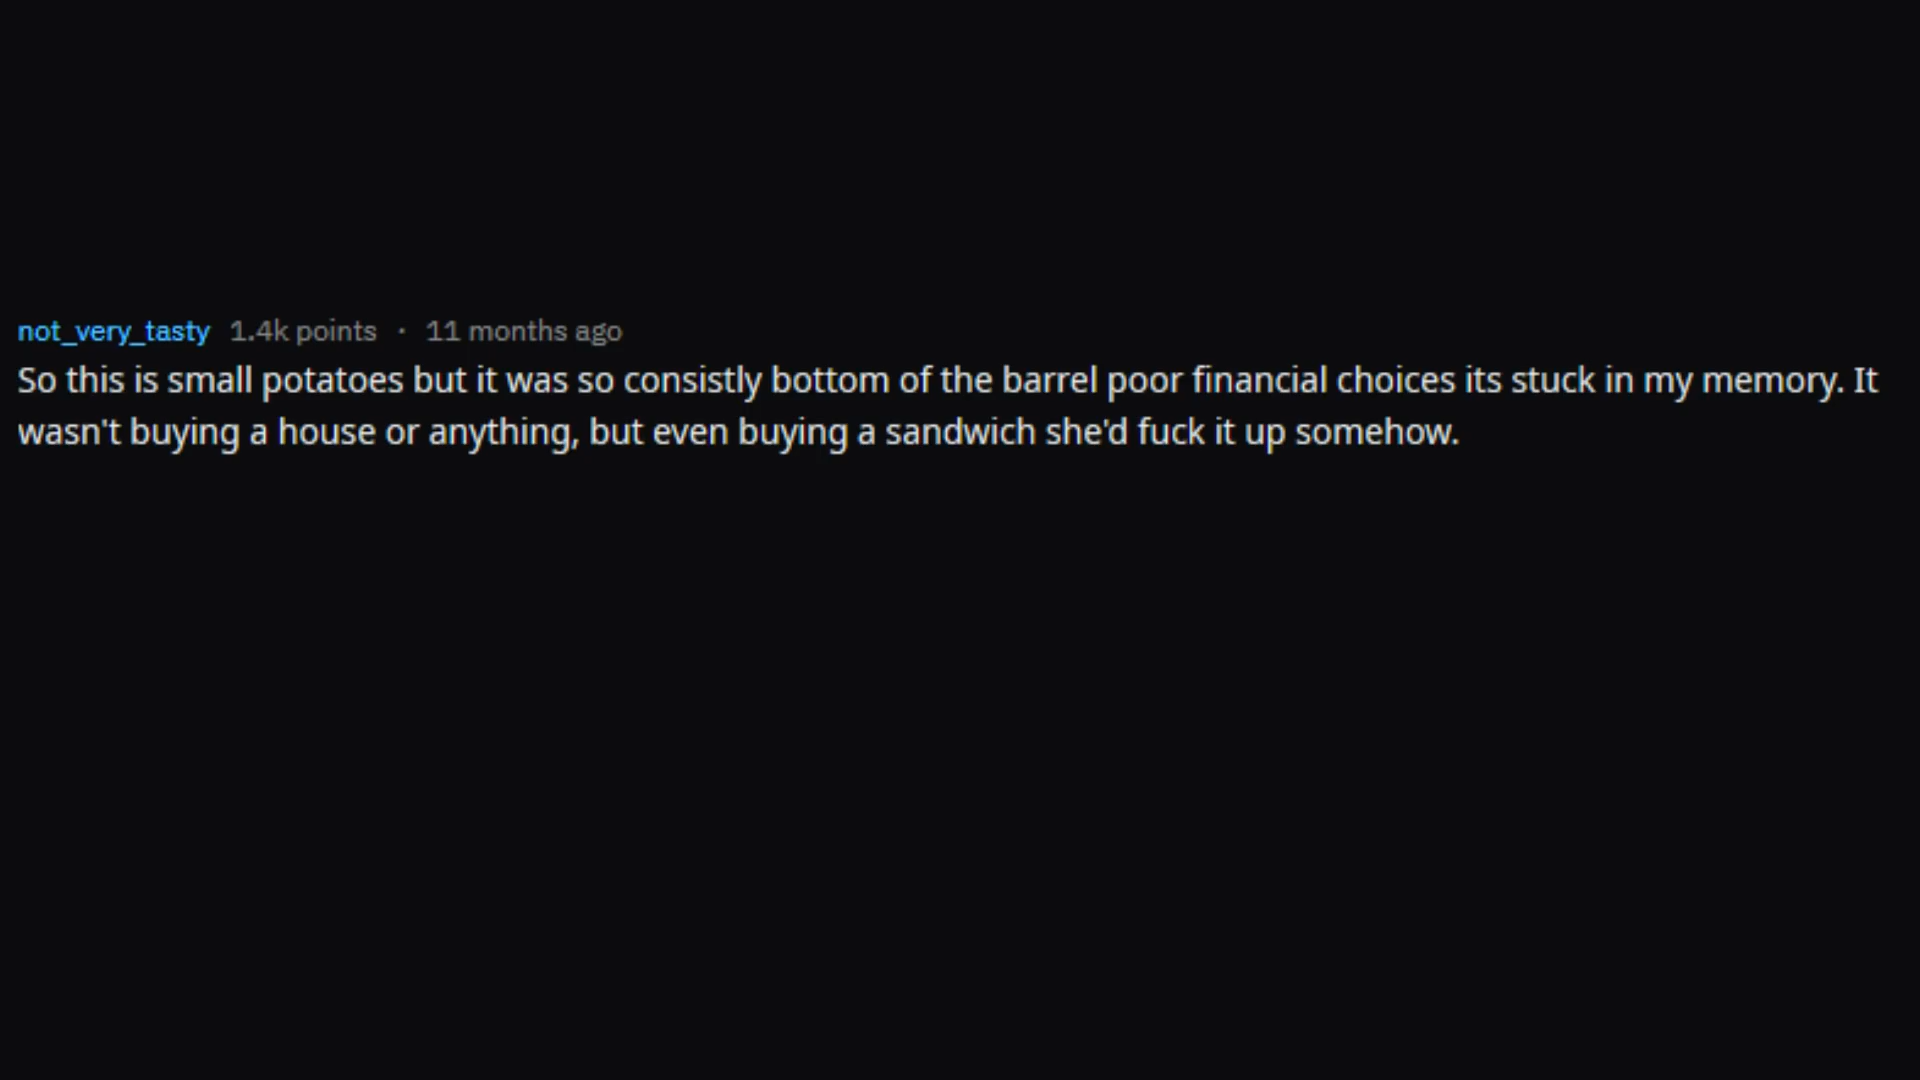 not_very_tasty 1.4k points · 11 months ago
So this is small potatoes but it was so consistly bottom of the barrel poor financial choices its stuck in my memory. It
wasn't buying a house or anything, but even buying a sandwich she'd fuck it up somehow.